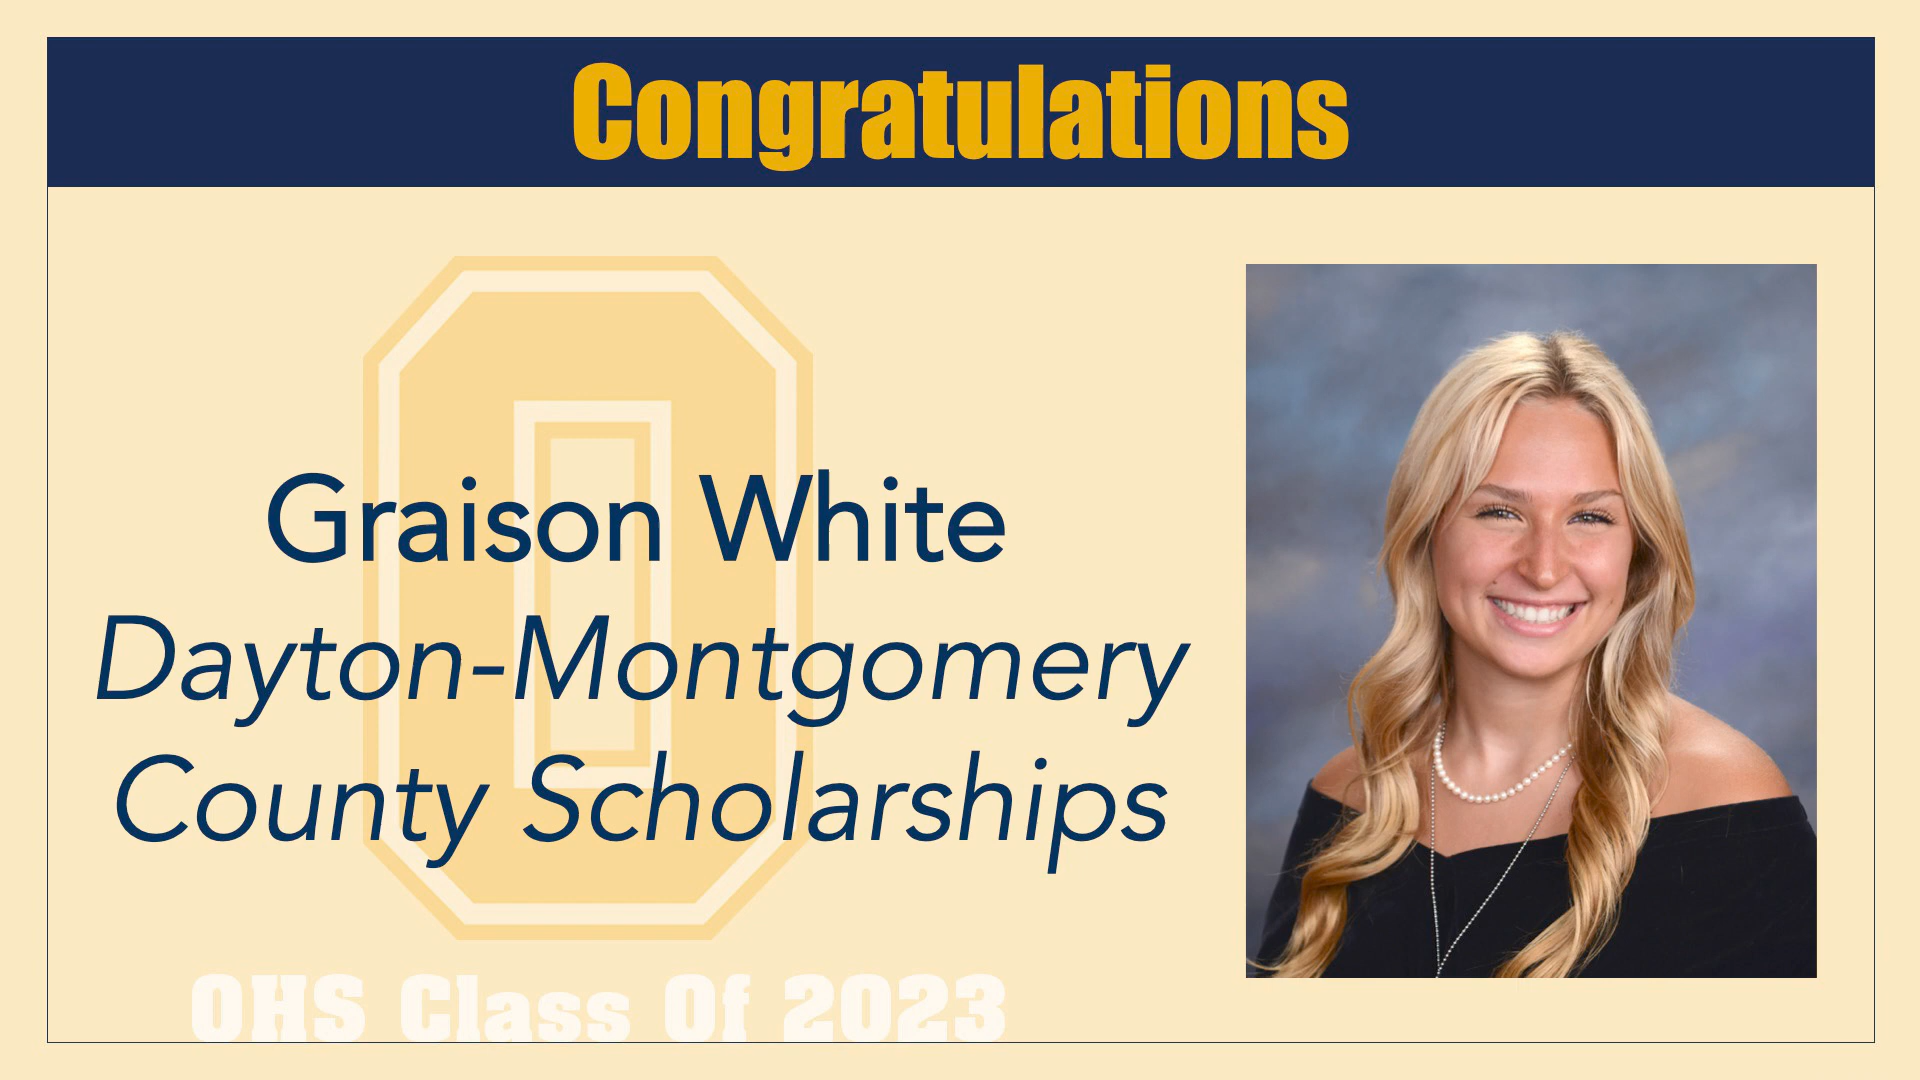 Congratulations
Graison White
Dayton-Montgomery
County Scholarships
OHS Class Of 2023